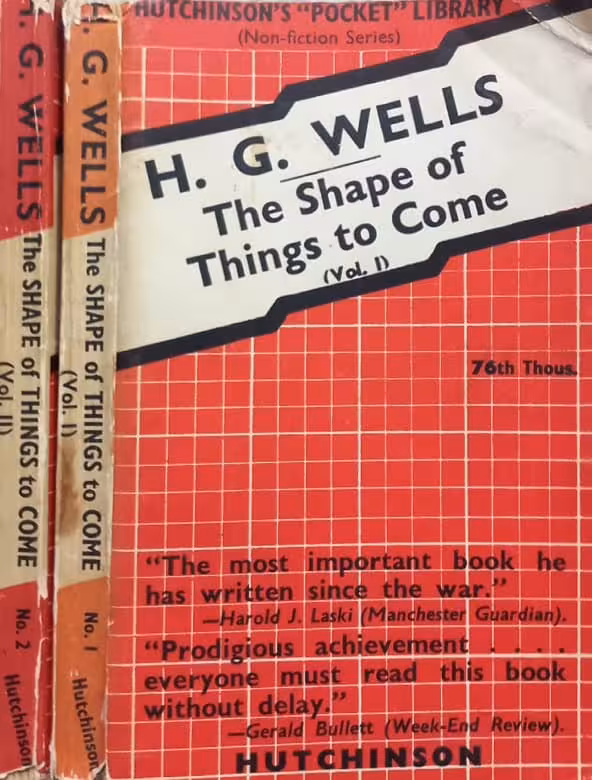 H. G. WELLS The SHAPE of THINGS to COME (Vol. II) No. 2 Hutchinson
H. G. WELLS The SHAPE of THINGS to COME (Vol. I) No. 1 Hutchinson
HUTCHINSON'S "POCKET" LIBRARY
(Non-fiction Series)
H. G. WELLS
The Shape of
Things to Come
(Vol. I)
76th Thous.
"The most important book he
has written since the war."
—Harold J. Laski (Manchester Guardian).
"Prodigious achievement . . . .
everyone must read this book
without delay."
—Gerald Bullett (Week-End Review).
HUTCHINSON